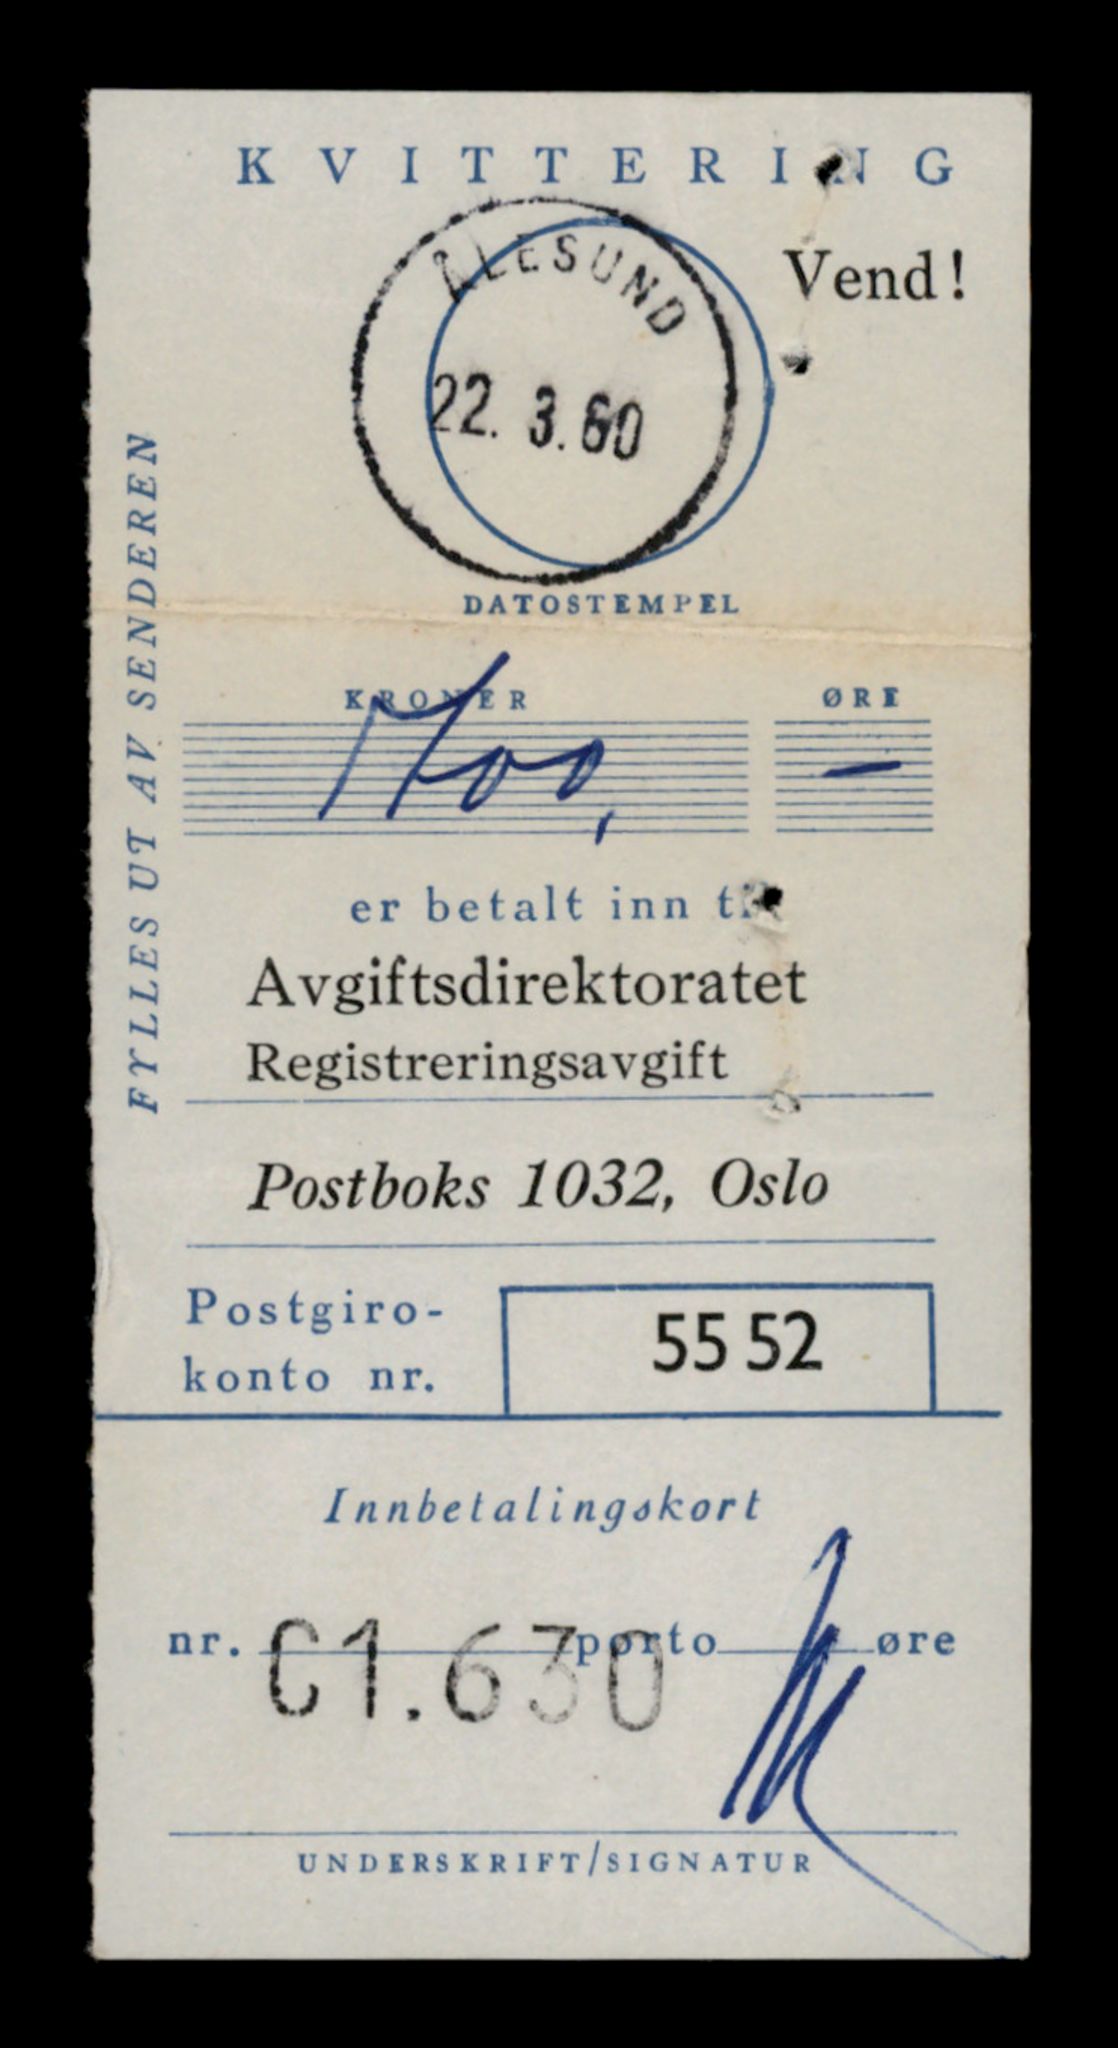 KVITTERING
Vend!
ÅLESUND
22. 3. 60
DATOSTEMPEL
FYLLES UT AV SENDEREN
KRONER ØRE
—
er betalt inn til
Avgiftsdirektoratet
Registreringsavgift
Postboks 1032, Oslo
Postgiro-
konto nr.
55 52
Innbetalingskort
nr. C1.630 porto øre
UNDERSKRIFT/SIGNATUR